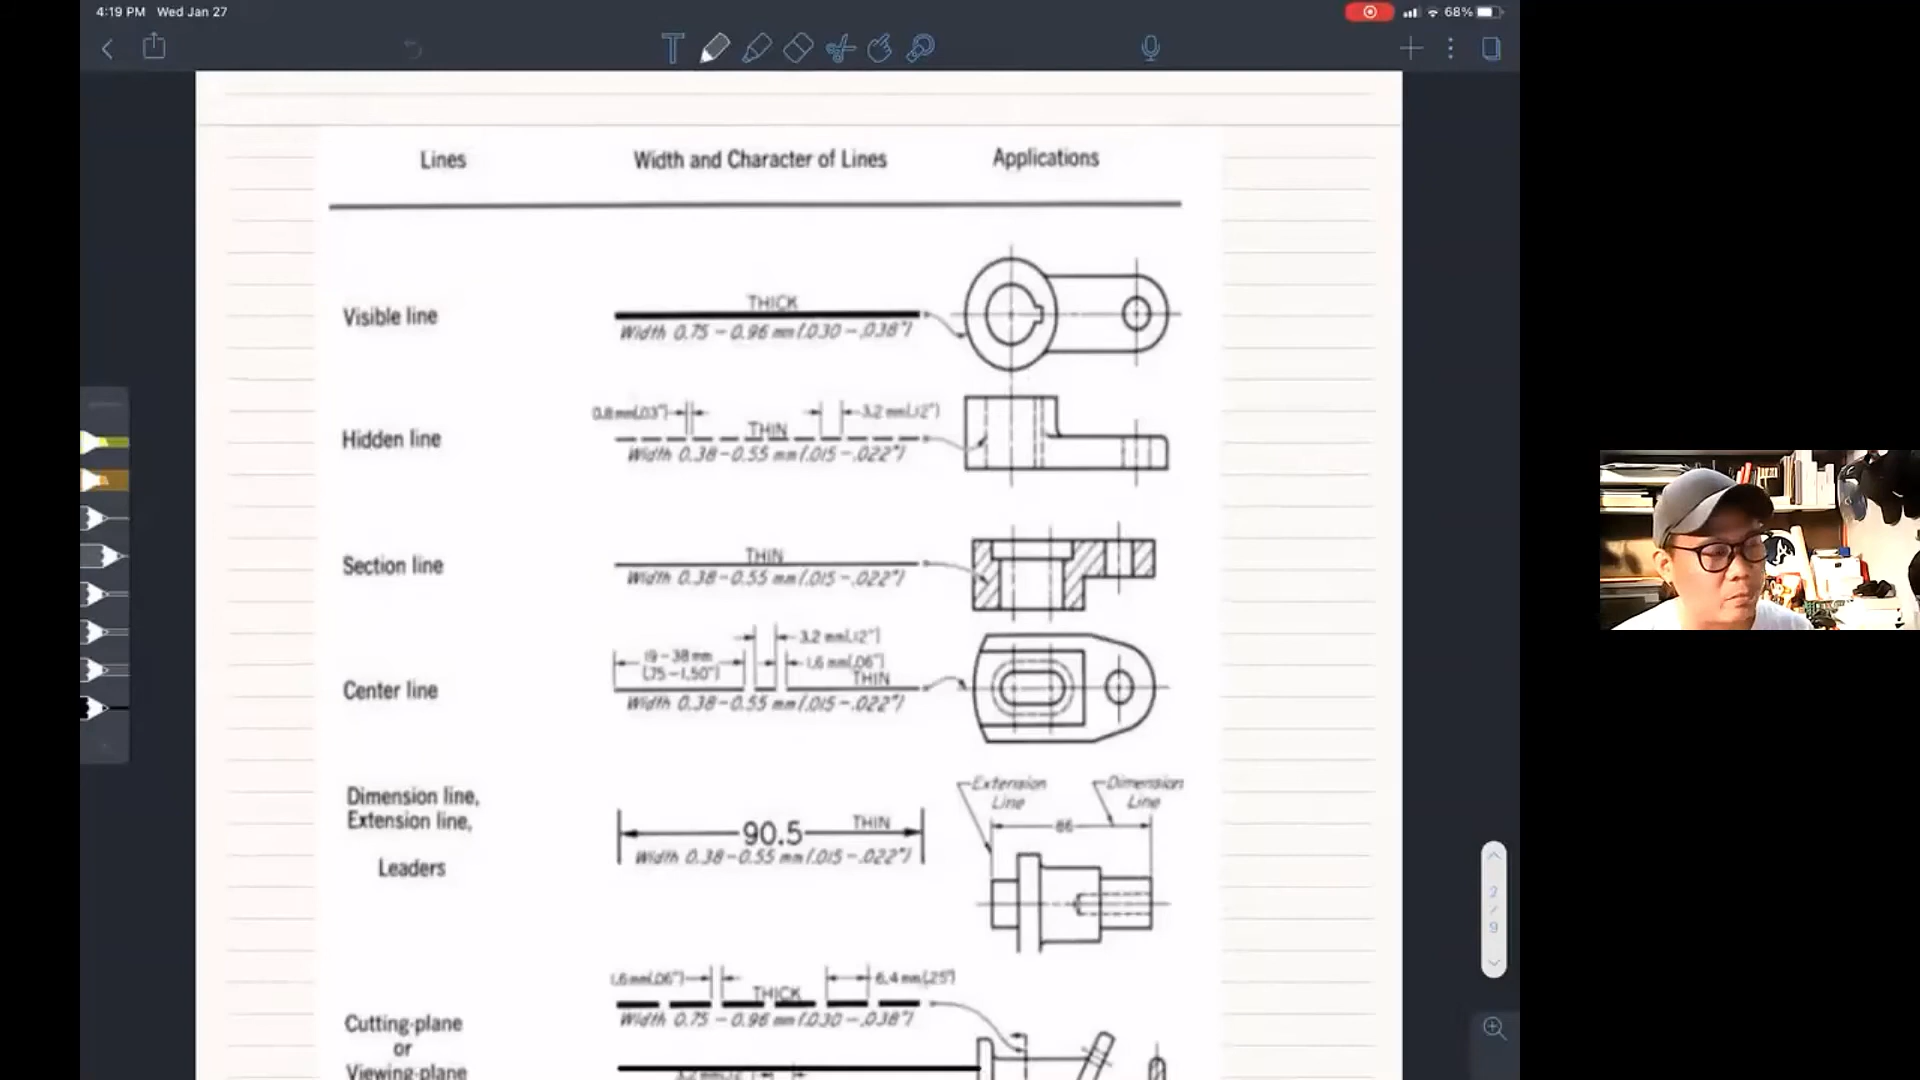 4:19 PM Wed Jan 27
68%
Lines
Width and Character of Lines
Applications
Visible line
THICK
Width 0.75 – 0.96 mm (.030 – .038")
Hidden line
0.8 mm(.03")
3.2 mm(.12")
THIN
Width 0.38 – 0.55 mm (.015 – .022")
Section line
THIN
Width 0.38 – 0.55 mm (.015 – .022")
Center line
19 – 38 mm
(.75 – 1.50")
3.2 mm(.12")
1.6 mm(.06")
THIN
Width 0.38 – 0.55 mm (.015 – .022")
Dimension line,
Extension line,
Leaders
90.5
THIN
Width 0.38 – 0.55 mm (.015 – .022")
Extension
Line
Dimension
Line
86
Cutting-plane
or
Viewing-plane
1.6 mm(.06")
6.4 mm(.25")
THICK
Width 0.75 – 0.96 mm (.030 – .038")
2
/
9